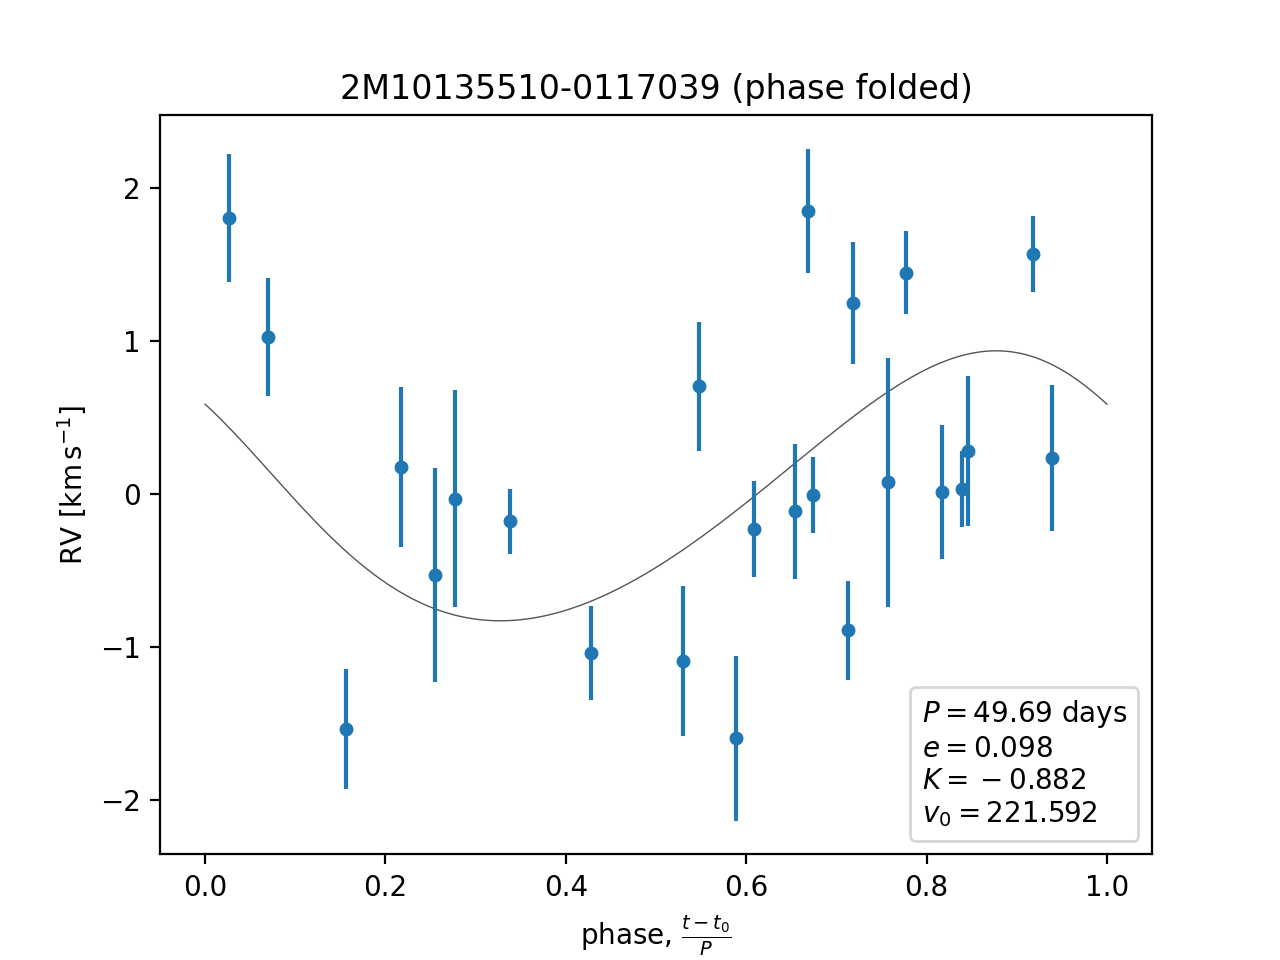 2M10135510-0117039 (phase folded)
RV [km s⁻¹]
2
1
0
−1
−2
0.0 0.2 0.4 0.6 0.8 1.0
phase, (t − t₀)/P
P = 49.69 days
e = 0.098
K = −0.882
v₀ = 221.592